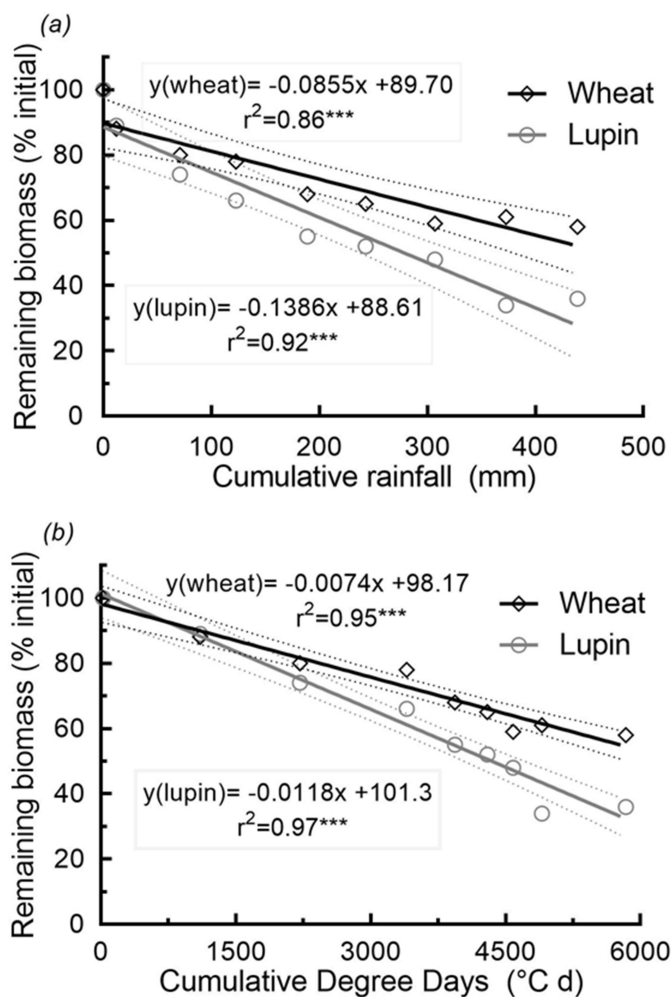 (a)
y(wheat)= -0.0855x +89.70
r²=0.86***
Wheat
Lupin
y(lupin)= -0.1386x +88.61
r²=0.92***
Remaining biomass (% initial)
100
80
60
40
20
0
0 100 200 300 400 500
Cumulative rainfall (mm)
(b)
y(wheat)= -0.0074x +98.17
r²=0.95***
Wheat
Lupin
y(lupin)= -0.0118x +101.3
r²=0.97***
Remaining biomass (% initial)
100
80
60
40
20
0
0 1500 3000 4500 6000
Cumulative Degree Days (°C d)